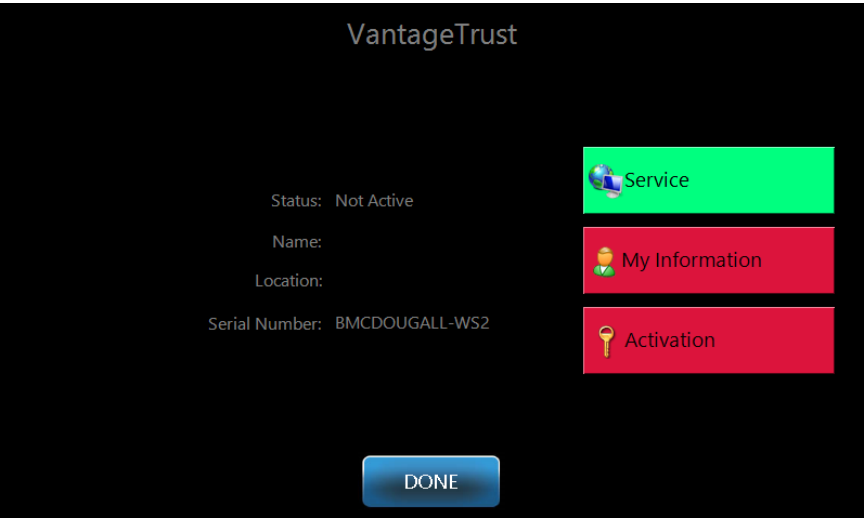 VantageTrust
Service
Status: Not Active
Name:
My Information
Location:
Serial Number: BMCDOUGALL-WS2
Activation
DONE